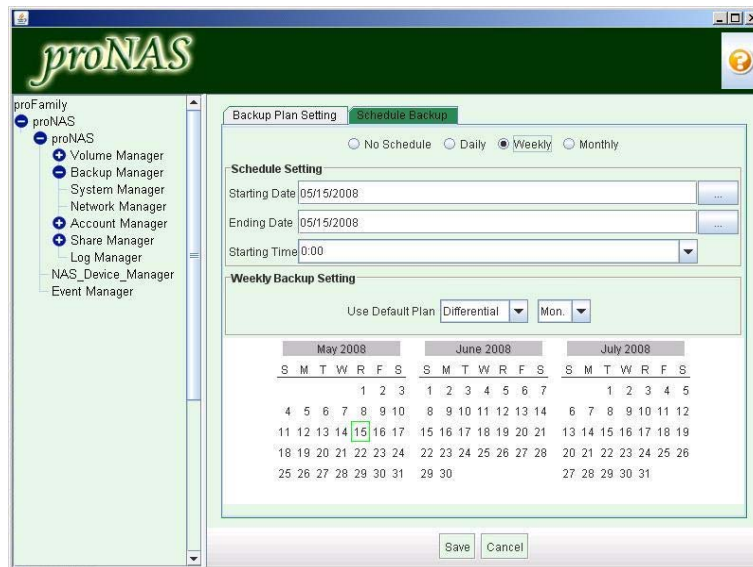 proNAS
proFamily
proNAS
proNAS
Volume Manager
Backup Manager
System Manager
Network Manager
Account Manager
Share Manager
Log Manager
NAS_Device_Manager
Event Manager
Backup Plan Setting Schedule Backup
No Schedule Daily Weekly Monthly
Schedule Setting
Starting Date 05/15/2008 ...
Ending Date 05/15/2008 ...
Starting Time 0:00
Weekly Backup Setting
Use Default Plan Differential Mon.
May 2008 June 2008 July 2008
S M T W R F S S M T W R F S S M T W R F S
1 2 3 1 2 3 4 5 6 7 1 2 3 4 5
4 5 6 7 8 9 10 8 9 10 11 12 13 14 6 7 8 9 10 11 12
11 12 13 14 15 16 17 15 16 17 18 19 20 21 13 14 15 16 17 18 19
18 19 20 21 22 23 24 22 23 24 25 26 27 28 20 21 22 23 24 25 26
25 26 27 28 29 30 31 29 30 27 28 29 30 31
Save Cancel